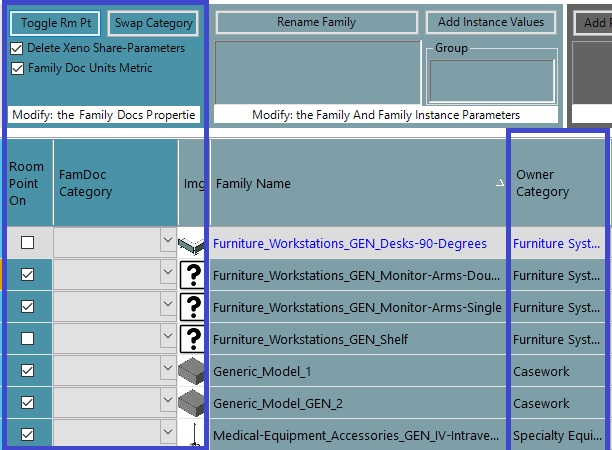 Toggle Rm Pt Swap Category Rename Family Add Instance Values
Delete Xeno Share-Parameters Group
Family Doc Units Metric
Modify: the Family Docs Propertie Modify: the Family And Family Instance Parameters
Room Point On FamDoc Category Img Family Name Owner Category
Furniture_Workstations_GEN_Desks-90-Degrees Furniture Syst...
Furniture_Workstations_GEN_Monitor-Arms-Dou... Furniture Syst...
Furniture_Workstations_GEN_Monitor-Arms-Single Furniture Syst...
Furniture_Workstations_GEN_Shelf Furniture Syst...
Generic_Model_1 Casework
Generic_Model_GEN_2 Casework
Medical-Equipment_Accessories_GEN_IV-Intrave... Specialty Equi...